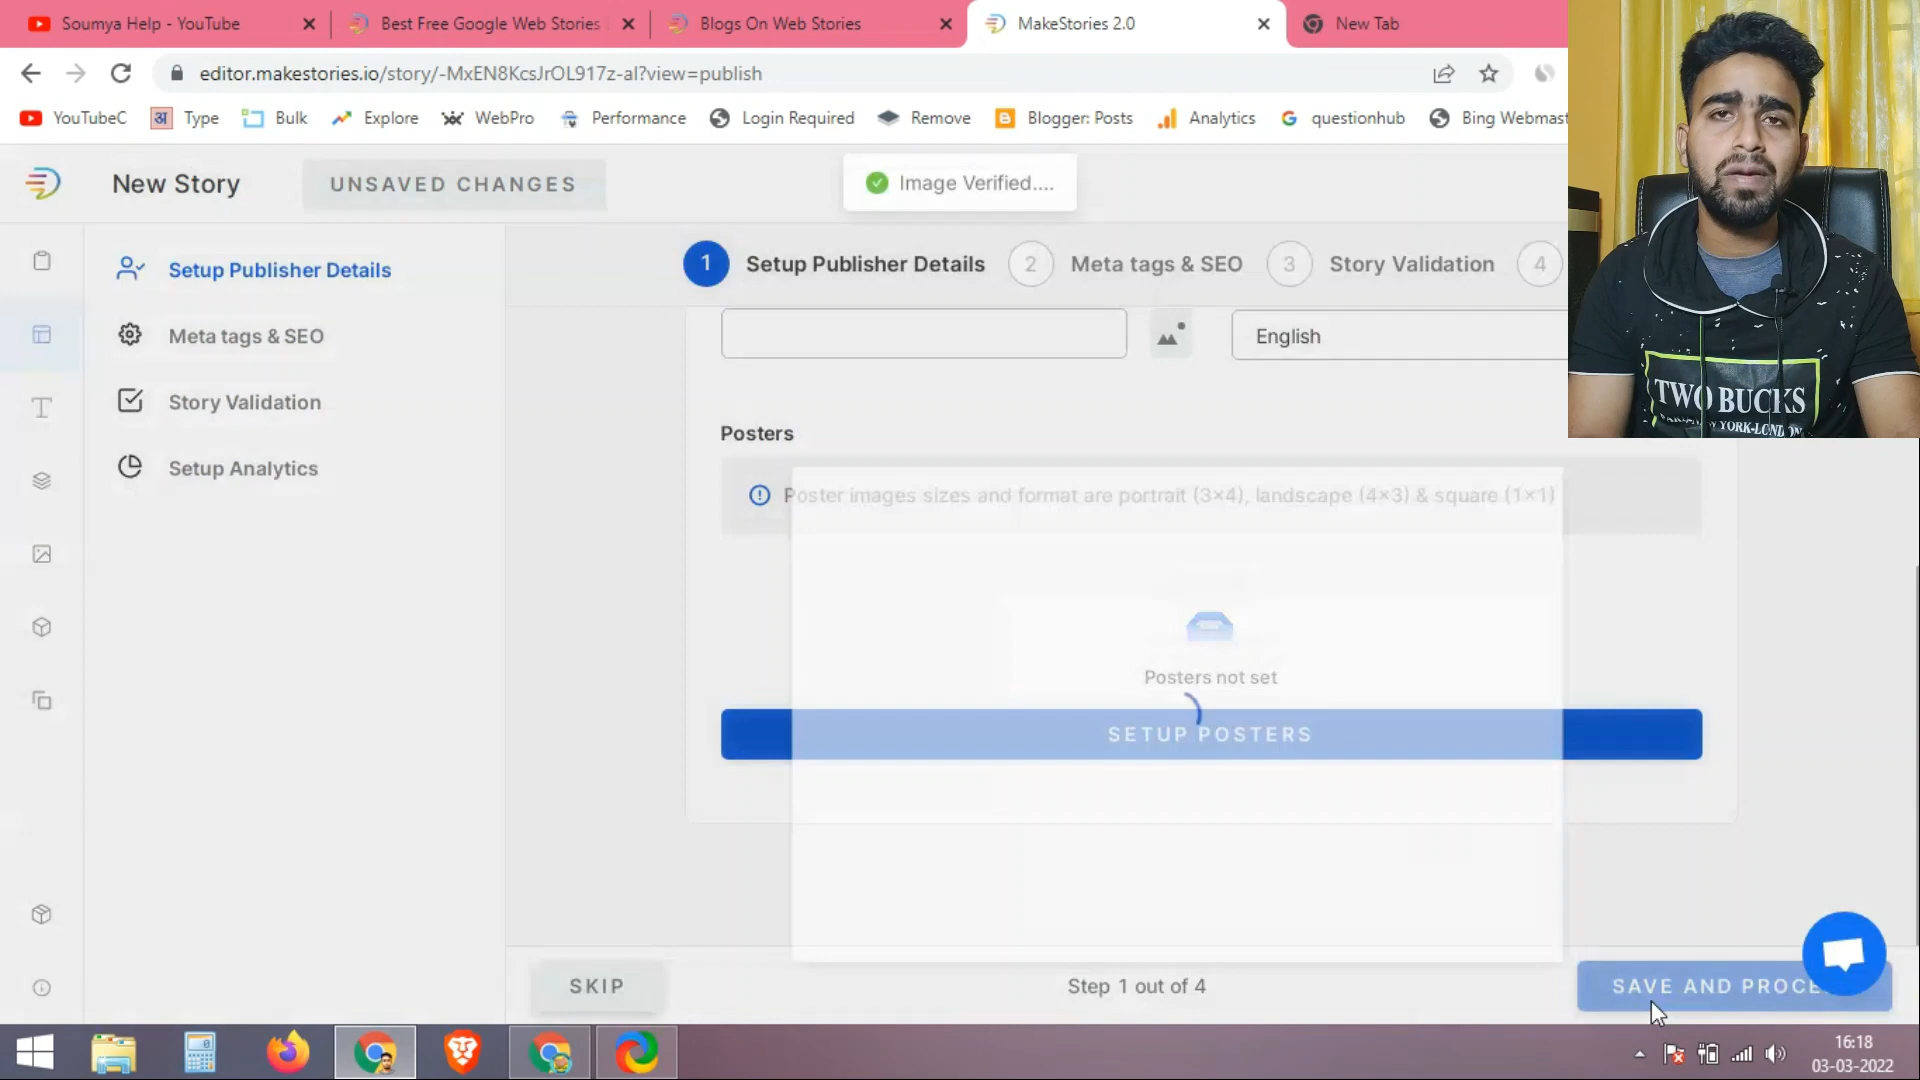 Soumya Help - YouTube
Best Free Google Web Stories
Blogs On Web Stories
MakeStories 2.0
New Tab
editor.makestories.io/story/-MxEN8KcsJrOL917z-aI?view=publish
YouTubeC
अ Type
Bulk
Explore
WebPro
Performance
Login Required
Remove
Blogger: Posts
Analytics
questionhub
Bing Webmast
New Story
UNSAVED CHANGES
Image Verified....
Setup Publisher Details
Meta tags & SEO
Story Validation
Setup Analytics
1 Setup Publisher Details
2 Meta tags & SEO
3 Story Validation
4
English
Posters
Poster images sizes and format are portrait (3×4), landscape (4×3) & square (1×1)
Posters not set
SETUP POSTERS
SKIP
Step 1 out of 4
SAVE AND PROCE
TWO BUCKS
YORK-LONDON
16:18
03-03-2022